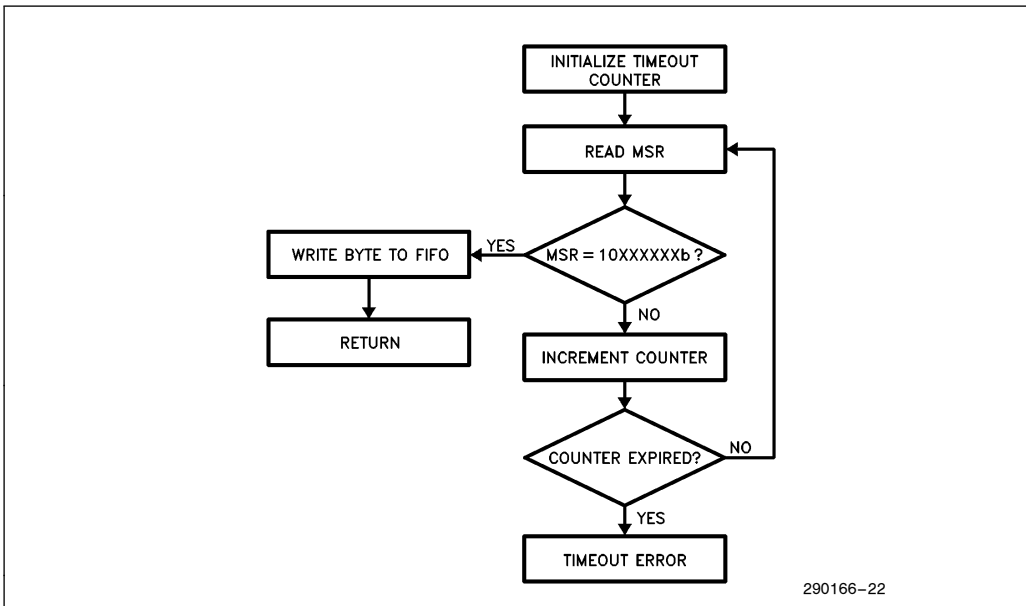 INITIALIZE TIMEOUT
COUNTER
READ MSR
MSR = 10XXXXXXb ?
YES
WRITE BYTE TO FIFO
RETURN
NO
INCREMENT COUNTER
COUNTER EXPIRED?
NO
YES
TIMEOUT ERROR
290166–22